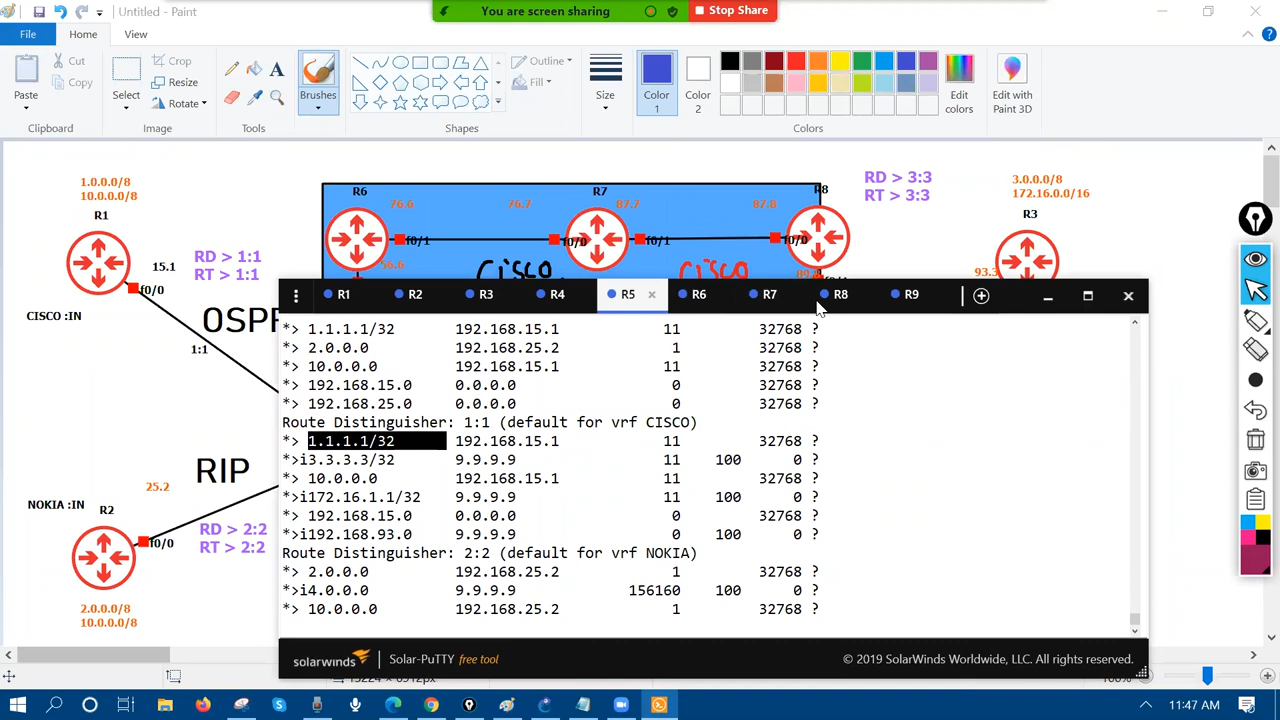 Untitled - Paint
You are screen sharing
Stop Share
File
Home
View
Paste
Cut
Copy
Clipboard
Select
Crop
Resize
Rotate
Image
Tools
Brushes
Shapes
Outline
Fill
Size
Color 1
Color 2
Colors
Edit colors
Edit with Paint 3D
1.0.0.0/8
10.0.0.0/8
R1
15.1
f0/0
CISCO :IN
1:1
RD > 1:1
RT > 1:1
OSPF
R6
76.6
f0/1
56.6
76.7
f0/0
R7
87.7
f0/1
87.8
f0/0
R8
cisco
cisco
RD > 3:3
RT > 3:3
3.0.0.0/8
172.16.0.0/16
R3
93.3
RIP
25.2
NOKIA :IN
R2
f0/0
RD > 2:2
RT > 2:2
2.0.0.0/8
10.0.0.0/8
R1 R2 R3 R4 R5 R6 R7 R8 R9
*> 1.1.1.1/32 192.168.15.1 11 32768 ?
*> 2.0.0.0 192.168.25.2 1 32768 ?
*> 10.0.0.0 192.168.15.1 11 32768 ?
*> 192.168.15.0 0.0.0.0 0 32768 ?
*> 192.168.25.0 0.0.0.0 0 32768 ?
Route Distinguisher: 1:1 (default for vrf CISCO)
*> 1.1.1.1/32 192.168.15.1 11 32768 ?
*>i3.3.3.3/32 9.9.9.9 11 100 0 ?
*> 10.0.0.0 192.168.15.1 11 32768 ?
*>i172.16.1.1/32 9.9.9.9 11 100 0 ?
*> 192.168.15.0 0.0.0.0 0 32768 ?
*>i192.168.93.0 9.9.9.9 0 100 0 ?
Route Distinguisher: 2:2 (default for vrf NOKIA)
*> 2.0.0.0 192.168.25.2 1 32768 ?
*>i4.0.0.0 9.9.9.9 156160 100 0 ?
*> 10.0.0.0 192.168.25.2 1 32768 ?
solarwinds
Solar-PuTTY free tool
© 2019 SolarWinds Worldwide, LLC. All rights reserved.
11:47 AM